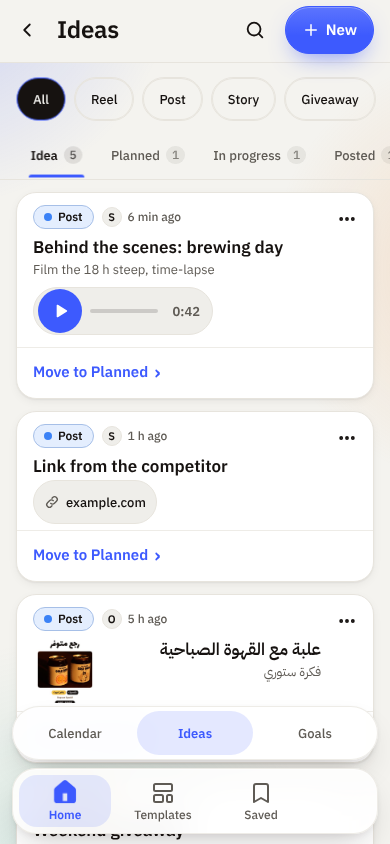 Ideas
New
All
Reel
Post
Story
Giveaway
Idea 5
Planned 1
In progress 1
Posted
Post S 6 min ago
Behind the scenes: brewing day
Film the 18 h steep, time-lapse
0:42
Move to Planned
Post S 1 h ago
Link from the competitor
example.com
Move to Planned
Post O 5 h ago
علبة مع القهوة الصباحية
فكرة ستوري
رجع متوفر
Calendar
Ideas
Goals
Home
Templates
Saved